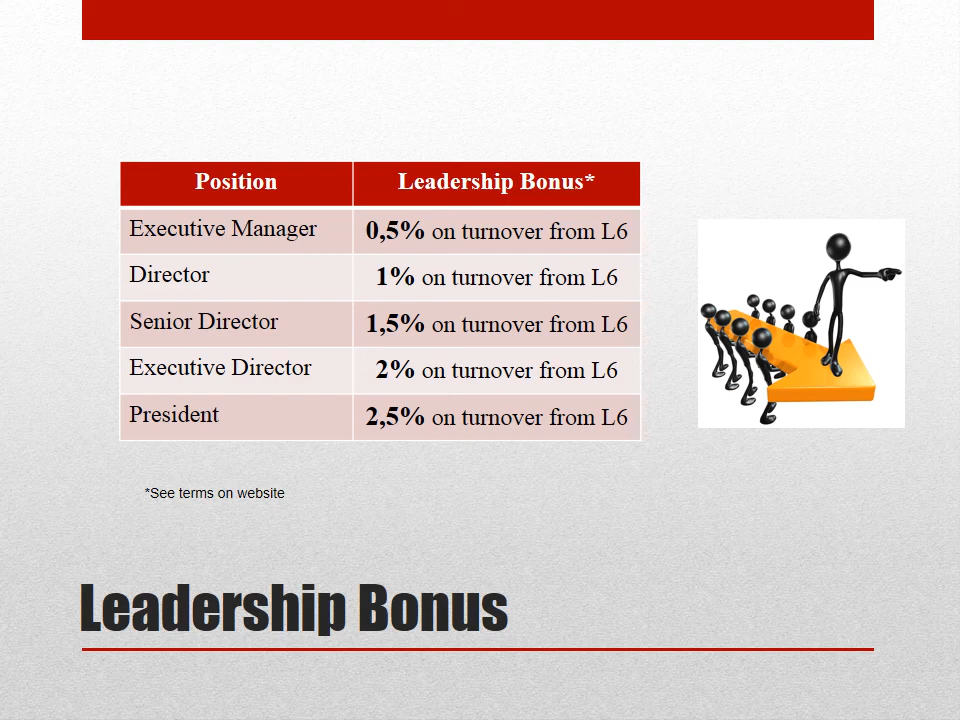 Position Leadership Bonus*
Executive Manager 0,5% on turnover from L6
Director 1% on turnover from L6
Senior Director 1,5% on turnover from L6
Executive Director 2% on turnover from L6
President 2,5% on turnover from L6
*See terms on website
Leadership Bonus